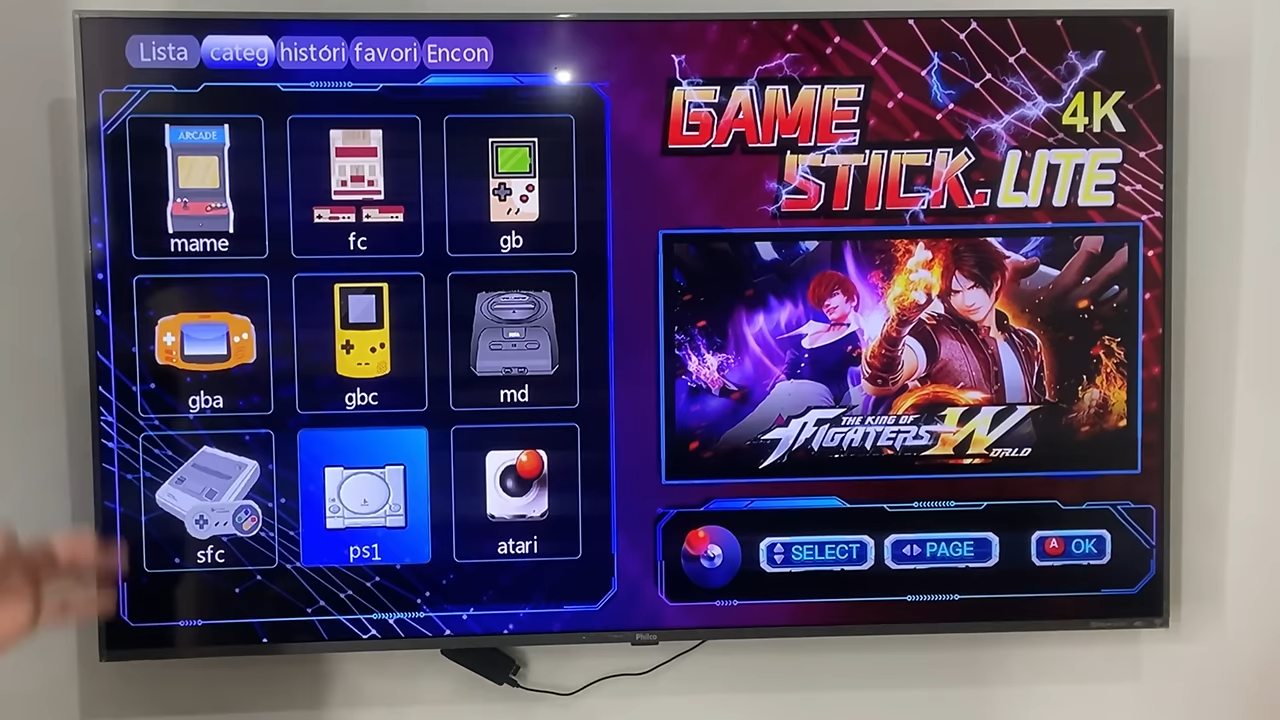 Lista categ históri favori Encon
ARCADE
mame fc gb
gba gbc md
sfc ps1 atari
GAME 4K
STICK. LITE
THE KING OF
FIGHTERS WORLD
SELECT PAGE A OK
Philco